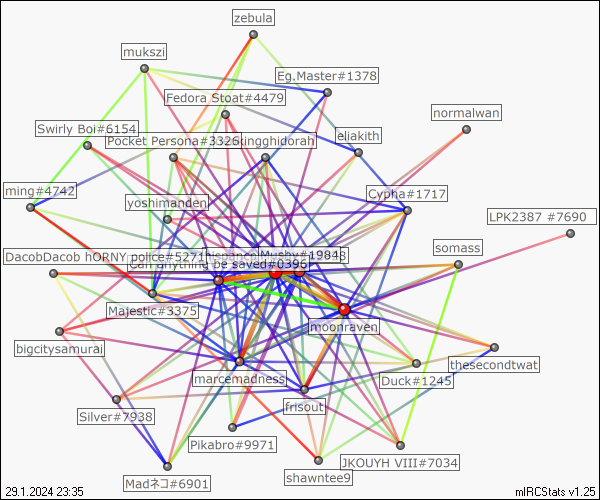 zebula
mukszi
Eg.Master#1378
Fedora Stoat#4479
normalwan
Swirly Boi#6154
eliakith
Pocket Persona#3326
kingghidorah
ming#4742
Cypha#1717
yoshimanden
LPK2387 #7690
Mushy#1984
somass
DacobDacob hORNY police#5271
can anything be saved#0396
Majestic#3375
moonraven
bigcitysamurai
thesecondtwat
marcemadness
Duck#1245
frisout
Silver#7938
Pikabro#9971
JKOUYH VIII#7034
shawntee9
Madネコ#6901
29.1.2024 23:35
mIRCStats v1.25